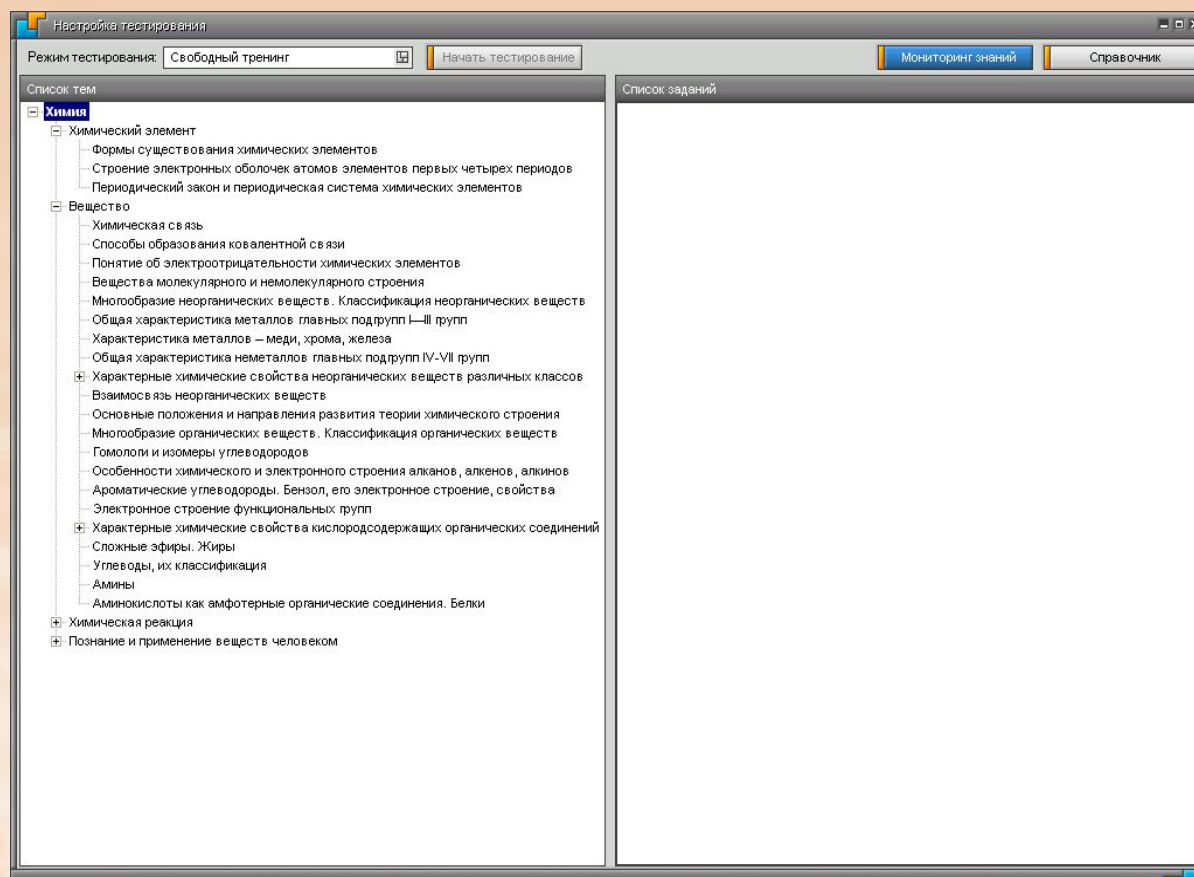 Настройка тестирования
Режим тестирования: Свободный тренинг Начать тестирование Мониторинг знаний Справочник
Список тем
Список заданий
Химия
Химический элемент
Формы существования химических элементов
Строение электронных оболочек атомов элементов первых четырех периодов
Периодический закон и периодическая система химических элементов
Вещество
Химическая связь
Способы образования ковалентной связи
Понятие об электроотрицательности химических элементов
Вещества молекулярного и немолекулярного строения
Многообразие неорганических веществ. Классификация неорганических веществ
Общая характеристика металлов главных подгрупп I—III групп
Характеристика металлов – меди, хрома, железа
Общая характеристика неметаллов главных подгрупп IV-VII групп
Характерные химические свойства неорганических веществ различных классов
Взаимосвязь неорганических веществ
Основные положения и направления развития теории химического строения
Многообразие органических веществ. Классификация органических веществ
Гомологи и изомеры углеводородов
Особенности химического и электронного строения алканов, алкенов, алкинов
Ароматические углеводороды. Бензол, его электронное строение, свойства
Электронное строение функциональных групп
Характерные химические свойства кислородсодержащих органических соединений
Сложные эфиры. Жиры
Углеводы, их классификация
Амины
Аминокислоты как амфотерные органические соединения. Белки
Химическая реакция
Познание и применение веществ человеком